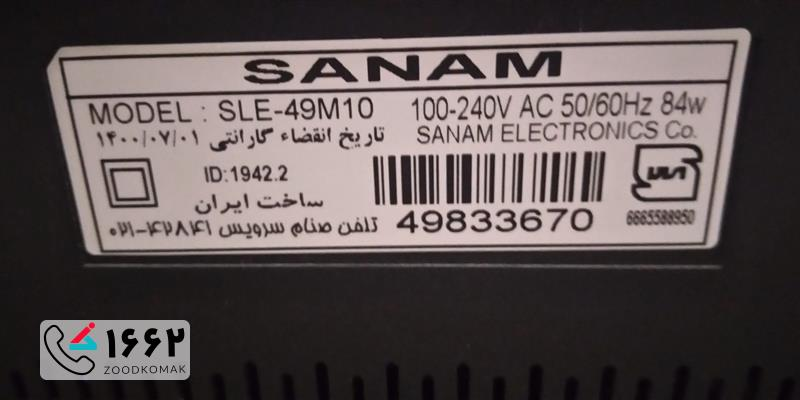 SANAM
MODEL : SLE-49M10 100-240V AC 50/60Hz 84w
تاریخ انقضاء گارانتی ۱۴۰۰/۰۷/۰۱ SANAM ELECTRONICS Co.
ID:1942.2
ساخت ایران
تلفن صنام سرویس ۴۲۸۴۱-۰۲۱ 49833670 6665588950
۱۶۶۲
ZOODKOMAK